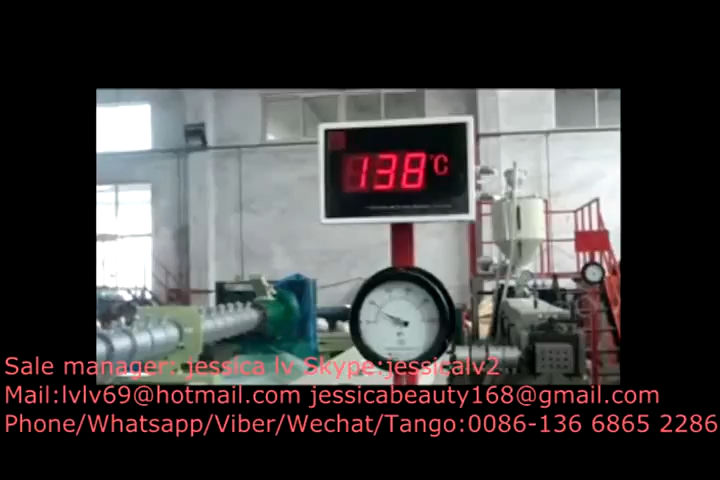 138°C
Sale manager: jessica lv Skype:jessicalv2
Mail:lvlv69@hotmail.com jessicabeauty168@gmail.com
Phone/Whatsapp/Viber/Wechat/Tango:0086-136 6865 2286